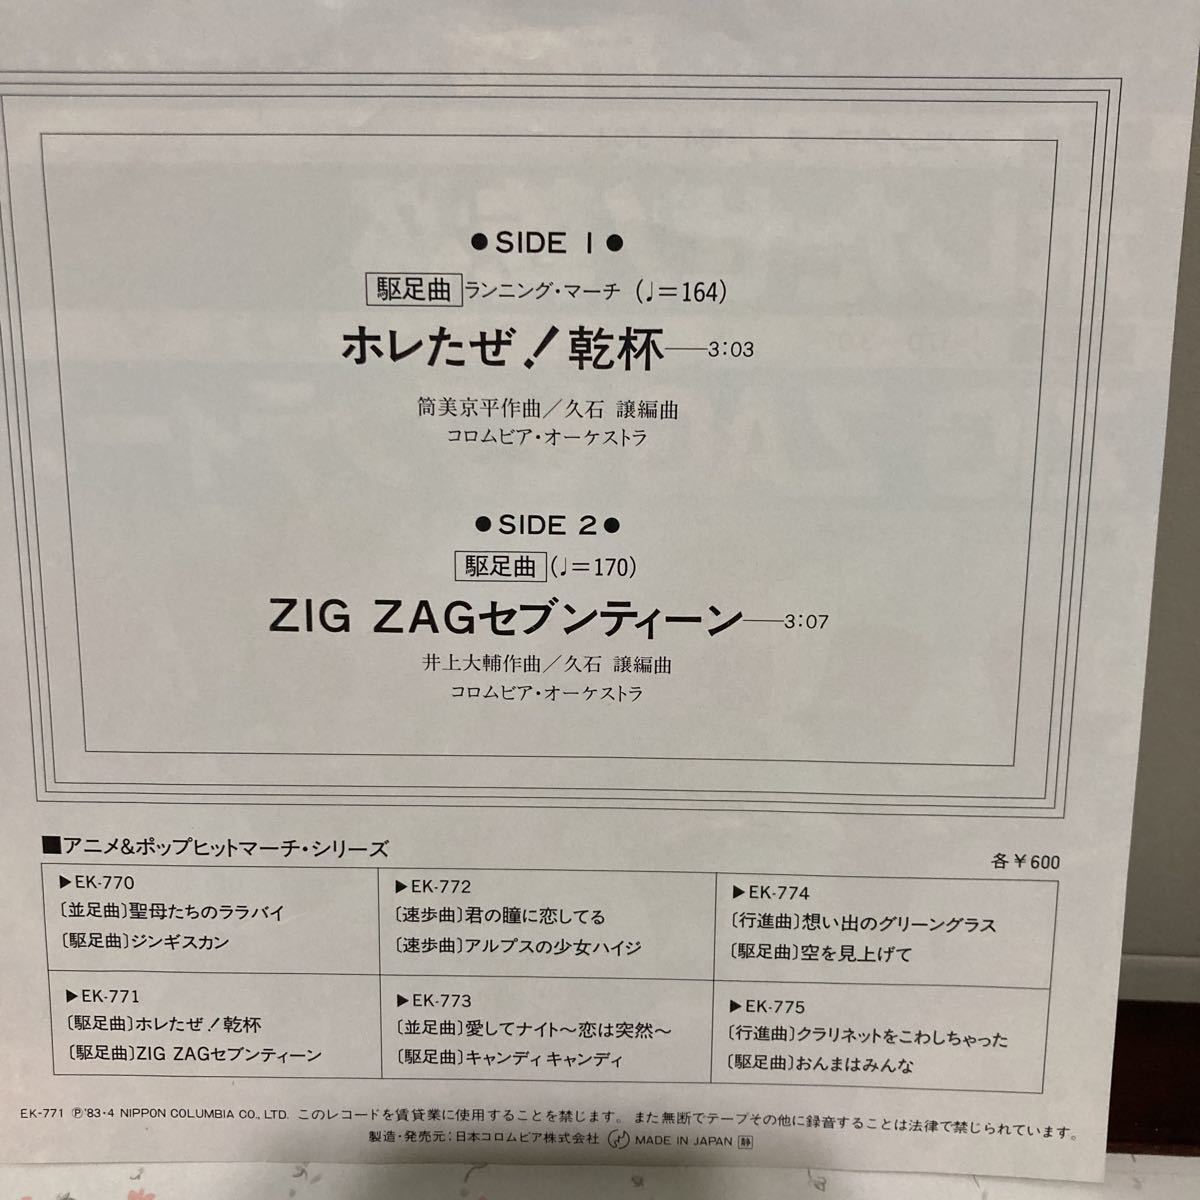 ●SIDE 1●
駆足曲 ランニング・マーチ (♩=164)
ホレたぜ!乾杯——3:03
筒美京平作曲／久石 譲編曲
コロムビア・オーケストラ
●SIDE 2●
駆足曲 (♩=170)
ZIG ZAGセブンティーン——3:07
井上大輔作曲／久石 譲編曲
コロムビア・オーケストラ
■アニメ&ポップヒットマーチ・シリーズ
各￥600
▶EK-770
〔並足曲〕聖母たちのララバイ
〔駆足曲〕ジンギスカン
▶EK-772
〔速歩曲〕君の瞳に恋してる
〔速歩曲〕アルプスの少女ハイジ
▶EK-774
〔行進曲〕想い出のグリーングラス
〔駆足曲〕空を見上げて
▶EK-771
〔駆足曲〕ホレたぜ!乾杯
〔駆足曲〕ZIG ZAGセブンティーン
▶EK-773
〔並足曲〕愛してナイト〜恋は突然〜
〔駆足曲〕キャンディキャンディ
▶EK-775
〔行進曲〕クラリネットをこわしちゃった
〔駆足曲〕おんまはみんな
EK-771 Ⓟ'83・4 NIPPON COLUMBIA CO., LTD. このレコードを賃貸業に使用することを禁じます。また無断でテープその他に録音することは法律で禁じられています。
製造・発売元:日本コロムビア株式会社 MADE IN JAPAN 静